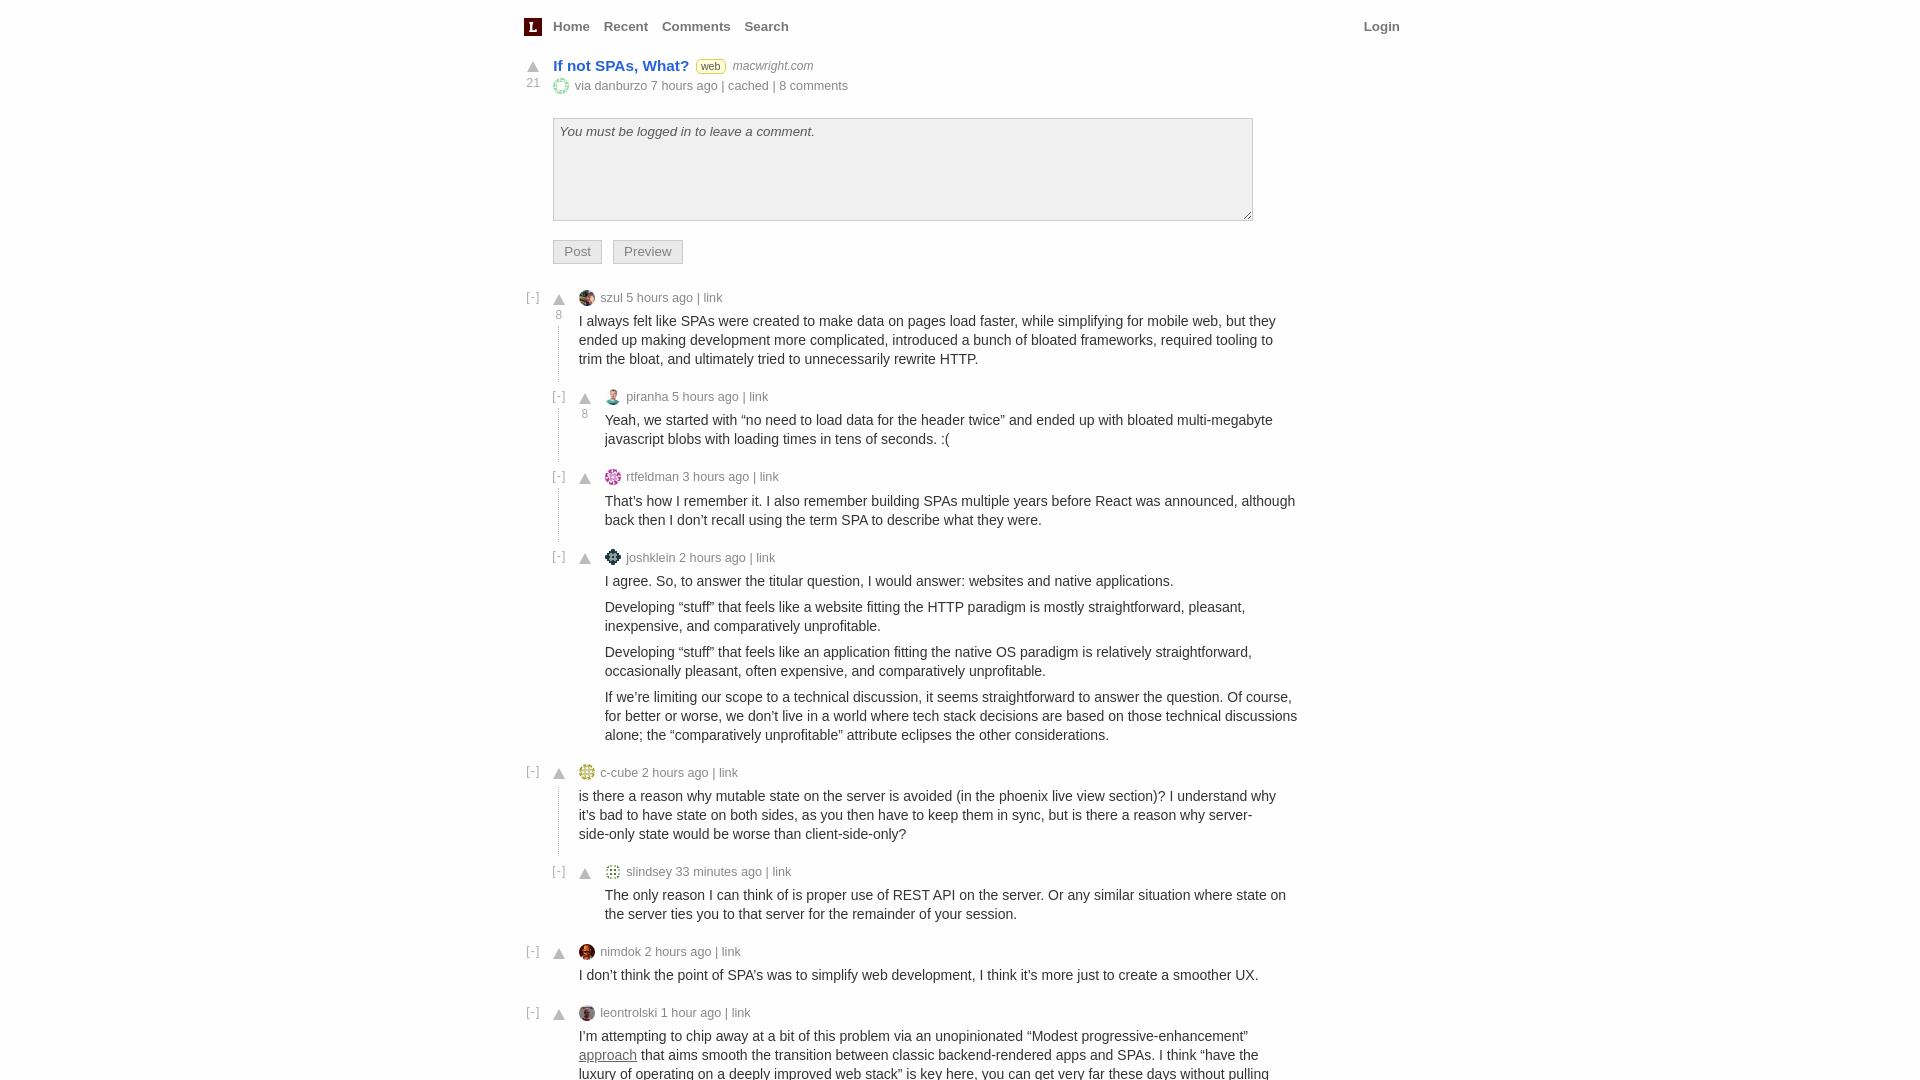 L Home Recent Comments Search Login
If not SPAs, What? web macwright.com
21
via danburzo 7 hours ago | cached | 8 comments
You must be logged in to leave a comment.
Post Preview
[-] szul 5 hours ago | link
8
I always felt like SPAs were created to make data on pages load faster, while simplifying for mobile web, but they
ended up making development more complicated, introduced a bunch of bloated frameworks, required tooling to
trim the bloat, and ultimately tried to unnecessarily rewrite HTTP.
[-] piranha 5 hours ago | link
8
Yeah, we started with “no need to load data for the header twice” and ended up with bloated multi-megabyte
javascript blobs with loading times in tens of seconds. :(
[-] rtfeldman 3 hours ago | link
That’s how I remember it. I also remember building SPAs multiple years before React was announced, although
back then I don’t recall using the term SPA to describe what they were.
[-] joshklein 2 hours ago | link
I agree. So, to answer the titular question, I would answer: websites and native applications.
Developing “stuff” that feels like a website fitting the HTTP paradigm is mostly straightforward, pleasant,
inexpensive, and comparatively unprofitable.
Developing “stuff” that feels like an application fitting the native OS paradigm is relatively straightforward,
occasionally pleasant, often expensive, and comparatively unprofitable.
If we’re limiting our scope to a technical discussion, it seems straightforward to answer the question. Of course,
for better or worse, we don’t live in a world where tech stack decisions are based on those technical discussions
alone; the “comparatively unprofitable” attribute eclipses the other considerations.
[-] c-cube 2 hours ago | link
is there a reason why mutable state on the server is avoided (in the phoenix live view section)? I understand why
it’s bad to have state on both sides, as you then have to keep them in sync, but is there a reason why server-
side-only state would be worse than client-side-only?
[-] slindsey 33 minutes ago | link
The only reason I can think of is proper use of REST API on the server. Or any similar situation where state on
the server ties you to that server for the remainder of your session.
[-] nimdok 2 hours ago | link
I don’t think the point of SPA’s was to simplify web development, I think it’s more just to create a smoother UX.
[-] leontrolski 1 hour ago | link
I’m attempting to chip away at a bit of this problem via an unopinionated “Modest progressive-enhancement”
approach that aims smooth the transition between classic backend-rendered apps and SPAs. I think “have the
luxury of operating on a deeply improved web stack” is key here, you can get very far these days without pulling